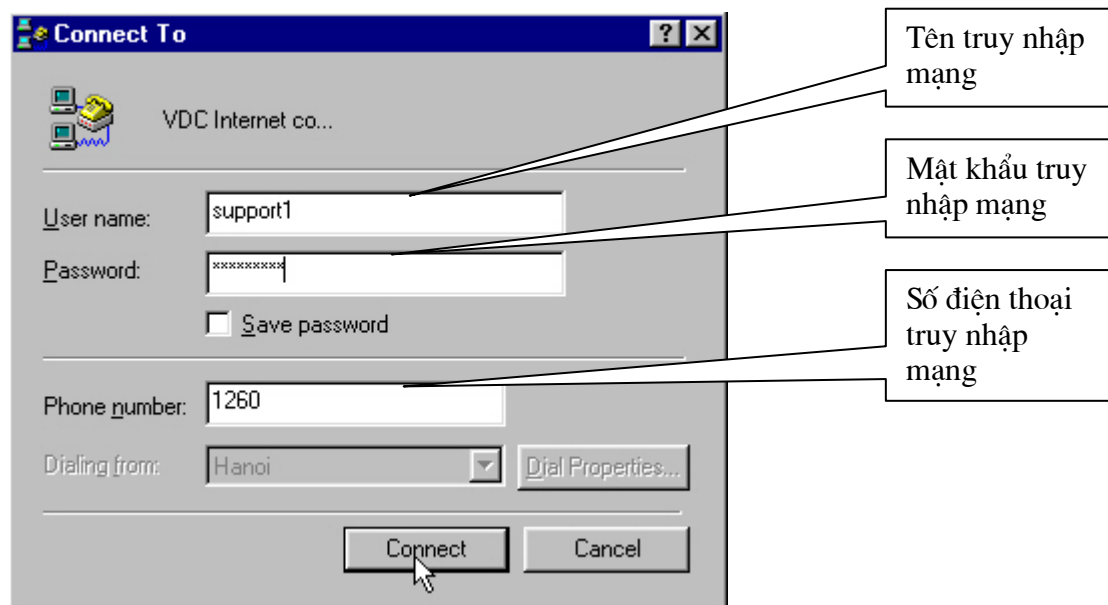 Connect To
Tên truy nhập
mạng
VDC Internet co...
Mật khẩu truy
nhập mạng
User name: support1
Password: *********
Save password
Số điện thoại
truy nhập
mạng
Phone number: 1260
Dialing from: Hanoi Dial Properties...
Connect Cancel